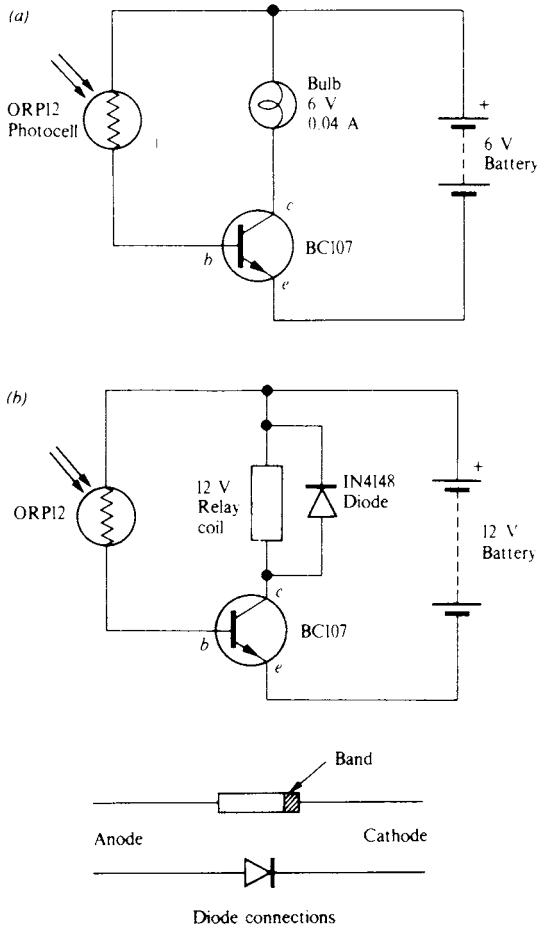 (a)
ORP12
Photocell
Bulb
6 V
0.04 A
+
6 V
Battery
c
b
e
BC107
(b)
ORP12
12 V
Relay
coil
IN4148
Diode
+
12 V
Battery
c
b
e
BC107
Band
Anode
Cathode
Diode connections